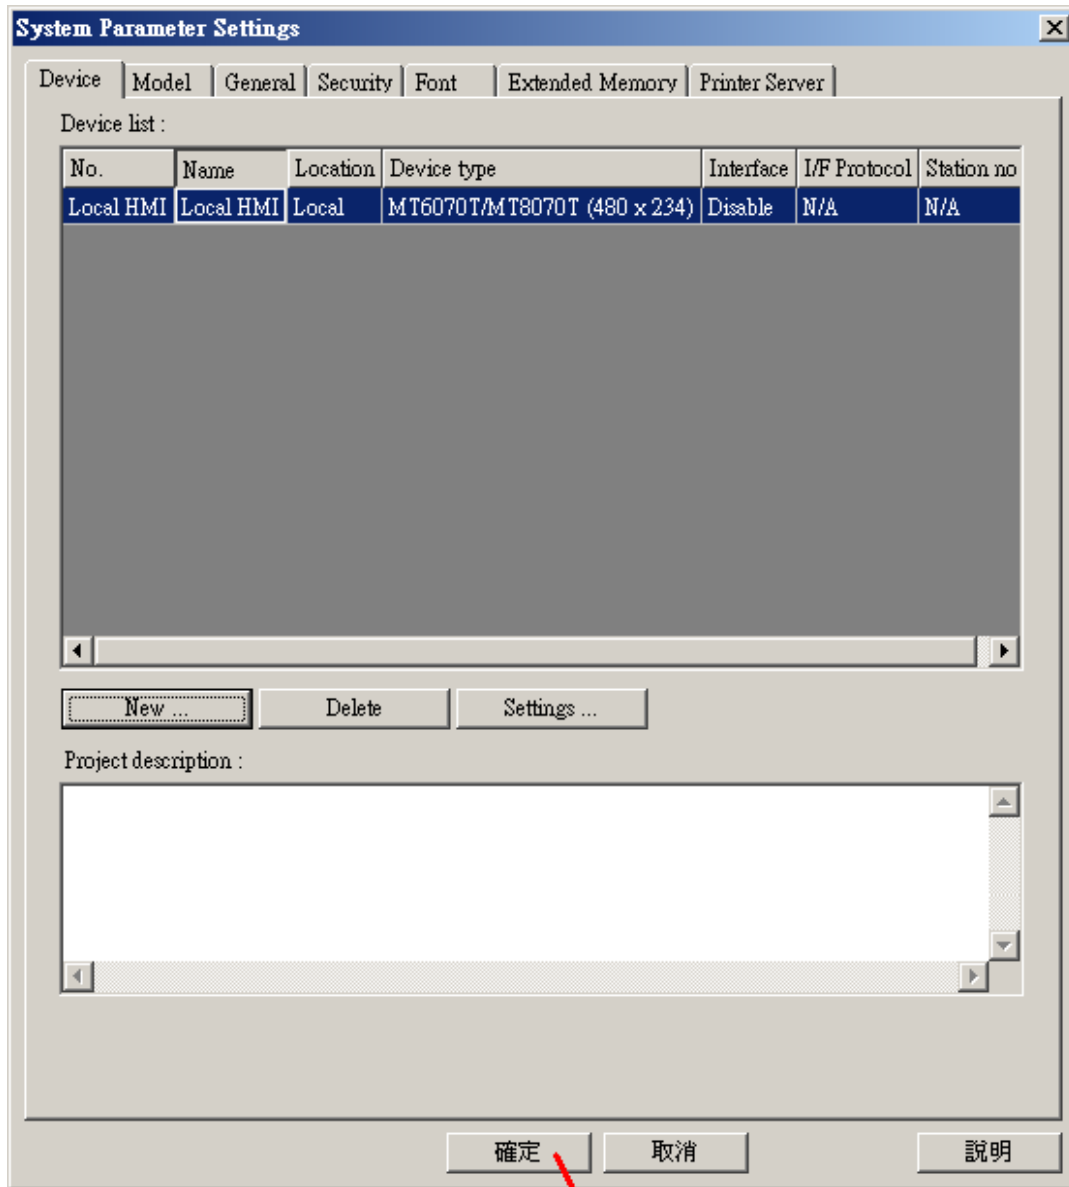 System Parameter Settings
Device Model General Security Font Extended Memory Printer Server
Device list :
No. Name Location Device type Interface I/F Protocol Station no
Local HMI Local HMI Local MT6070T/MT8070T (480 x 234) Disable N/A N/A
New ... Delete Settings ...
Project description :
確定 取消 說明